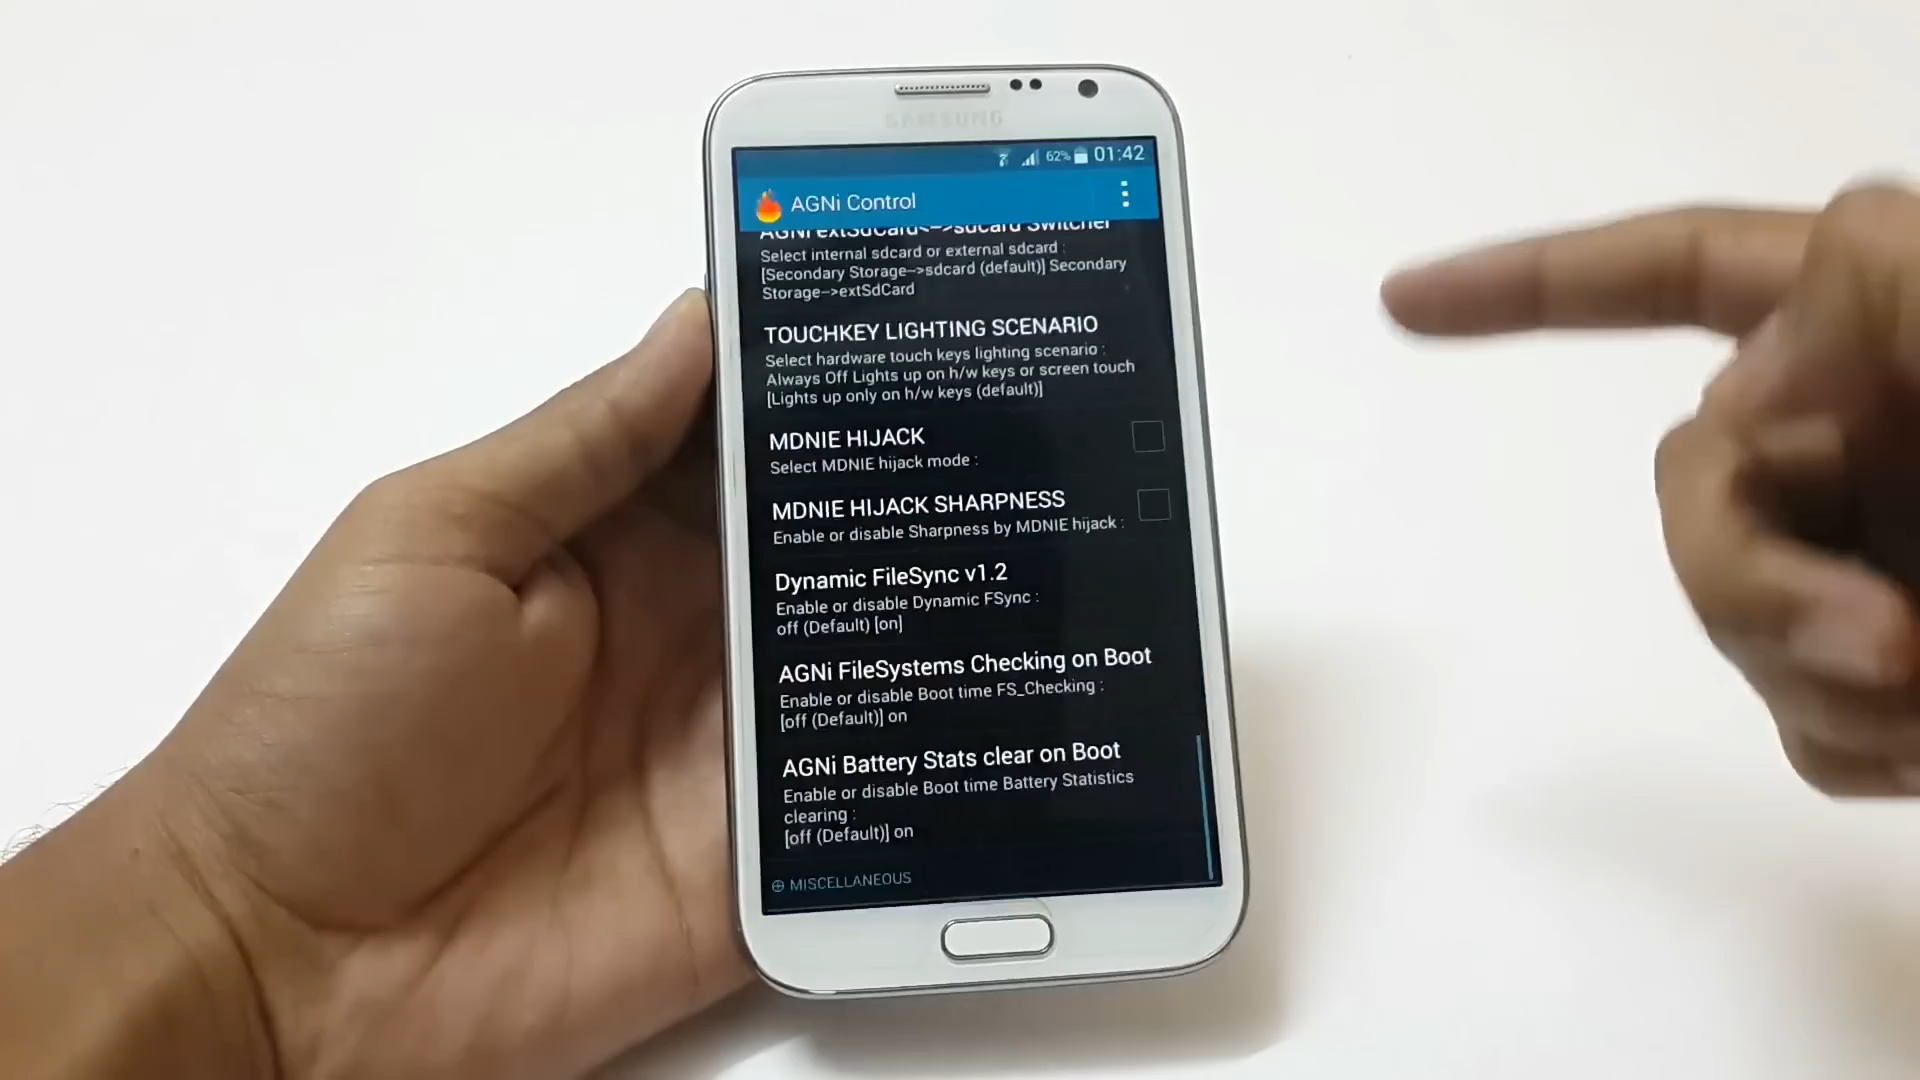 SAMSUNG
62% 01:42
AGNi Control
AGNi extSdCard<-->sdcard Switcher
Select internal sdcard or external sdcard :
[Secondary Storage-->sdcard (default)] Secondary
Storage-->extSdCard
TOUCHKEY LIGHTING SCENARIO
Select hardware touch keys lighting scenario :
Always Off Lights up on h/w keys or screen touch
[Lights up only on h/w keys (default)]
MDNIE HIJACK
Select MDNIE hijack mode :
MDNIE HIJACK SHARPNESS
Enable or disable Sharpness by MDNIE hijack :
Dynamic FileSync v1.2
Enable or disable Dynamic FSync :
off (Default) [on]
AGNi FileSystems Checking on Boot
Enable or disable Boot time FS_Checking :
[off (Default)] on
AGNi Battery Stats clear on Boot
Enable or disable Boot time Battery Statistics
clearing :
[off (Default)] on
MISCELLANEOUS